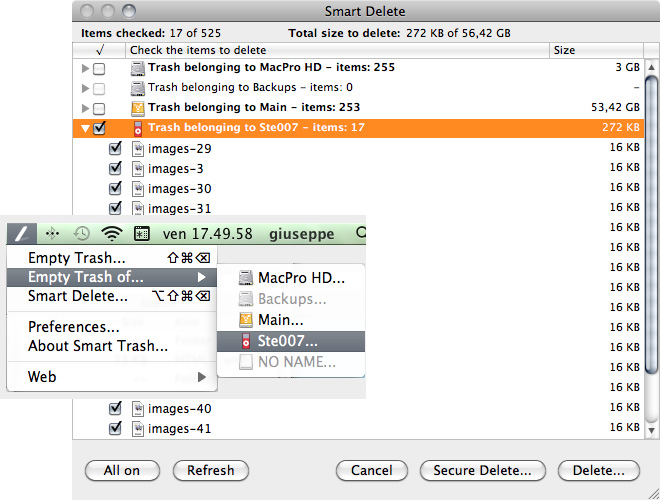 Smart Delete
Items checked: 17 of 525 Total size to delete: 272 KB of 56,42 GB
√ Check the items to delete Size
Trash belonging to MacPro HD - items: 255 3 GB
Trash belonging to Backups - items: 0 -
Trash belonging to Main - items: 253 53,42 GB
Trash belonging to Ste007 - items: 17 272 KB
images-29 16 KB
images-3 16 KB
images-30 16 KB
images-31 16 KB
16 KB
16 KB
16 KB
16 KB
16 KB
16 KB
16 KB
16 KB
16 KB
ven 17.49.58 giuseppe
Empty Trash... ⇧⌘⌫
Empty Trash of...
Smart Delete... ⌥⇧⌘⌫
Preferences...
About Smart Trash...
Web
MacPro HD...
Backups...
Main...
Ste007...
NO NAME...
images-40 16 KB
images-41 16 KB
All on Refresh Cancel Secure Delete... Delete...